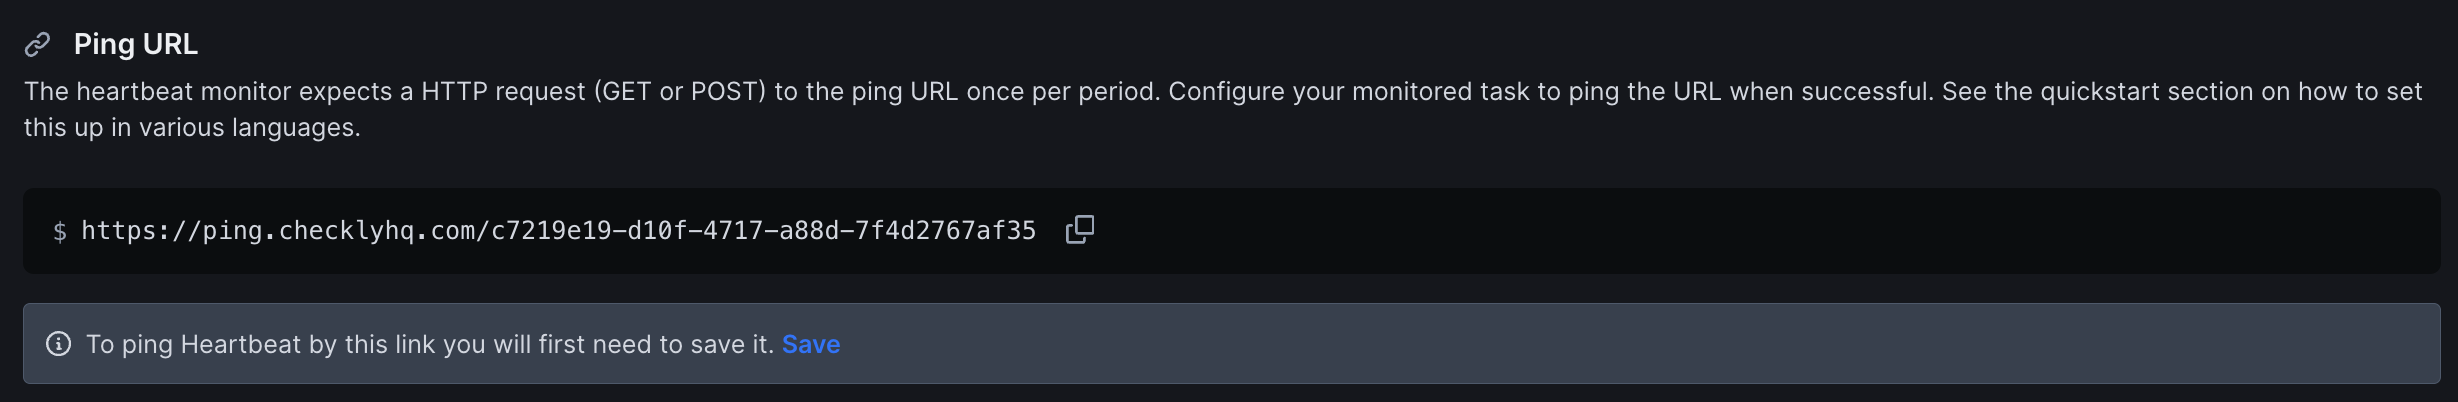 Ping URL
The heartbeat monitor expects a HTTP request (GET or POST) to the ping URL once per period. Configure your monitored task to ping the URL when successful. See the quickstart section on how to set
this up in various languages.
$ https://ping.checklyhq.com/c7219e19-d10f-4717-a88d-7f4d2767af35
To ping Heartbeat by this link you will first need to save it. Save